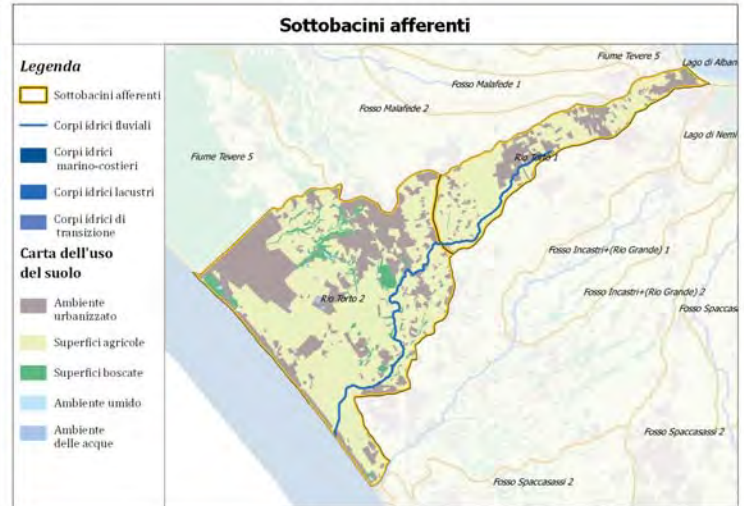 Sottobacini afferenti
Legenda
Sottobacini afferenti
Corpi idrici fluviali
Corpi idrici
marino-costieri
Corpi idrici lacustri
Corpi idrici di
transizione
Carta dell'uso
del suolo
Ambiente
urbanizzato
Superfici agricole
Superfici boscate
Ambiente umido
Ambiente
delle acque
Fiume Tevere 5
Lago di Alban
Fosso Malafede 1
Fosso Malafede 2
Lago di Nemi
Fiume Tevere 5
Rio Torto 1
Fosso Incastri+(Rio Grande) 1
Fosso Incastri+(Rio Grande) 2
Rio Torto 2
Fosso Spaccas
Fosso Spaccasassi 2
Fosso Spaccasassi 2